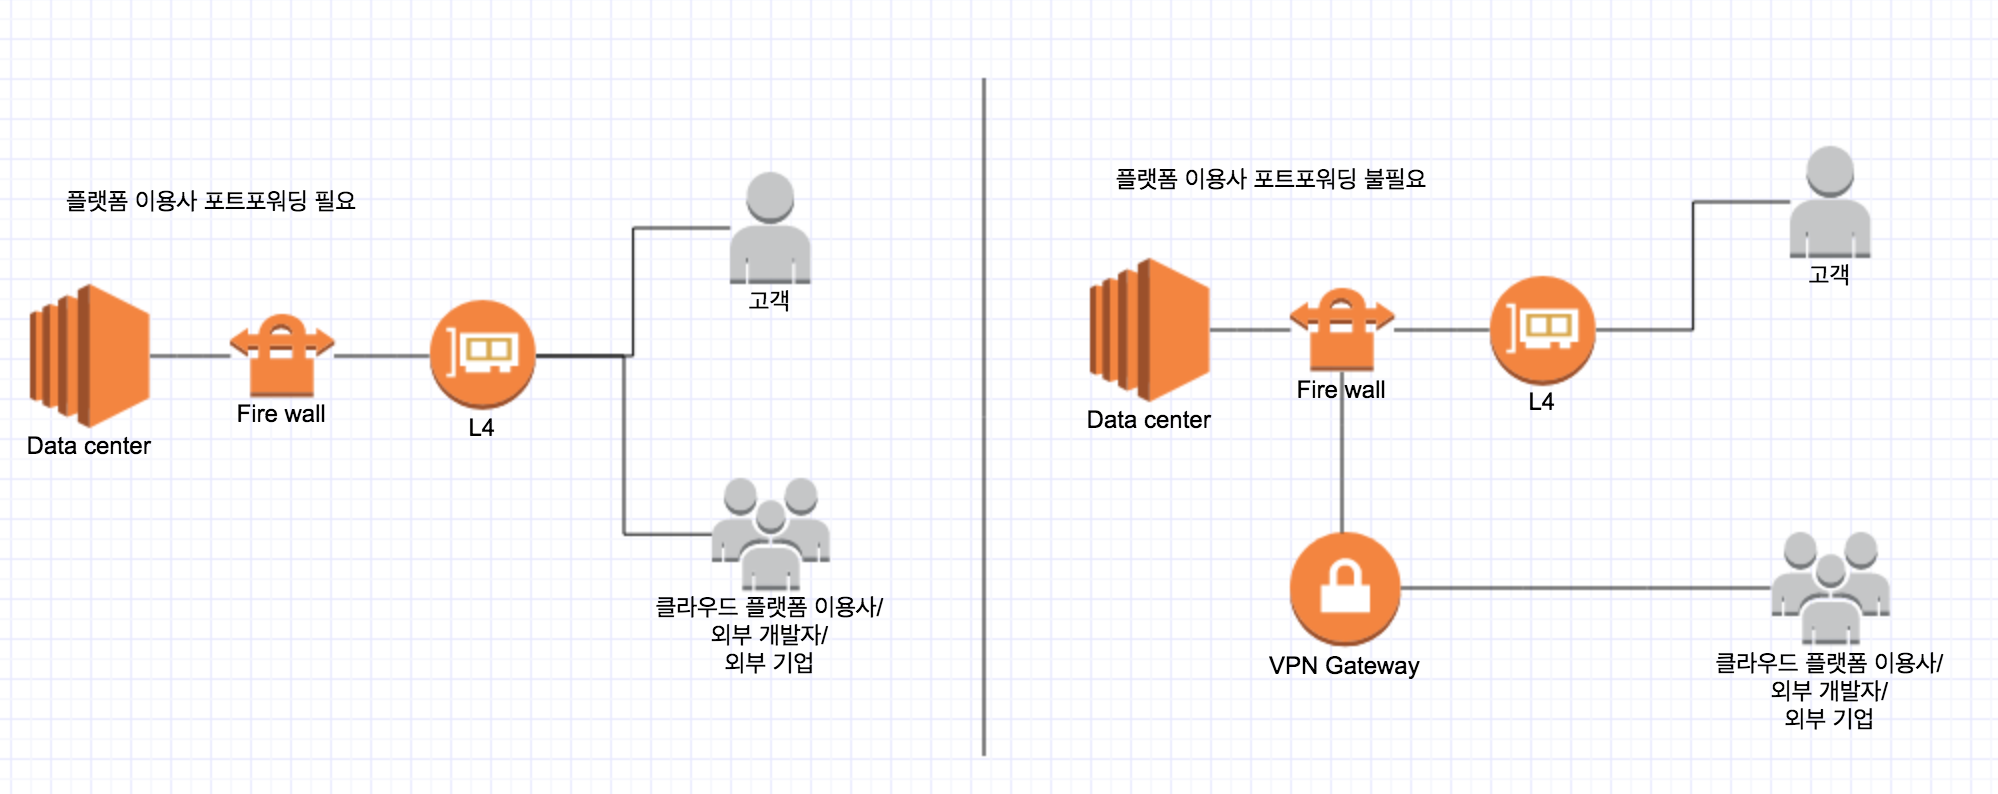 플랫폼 이용사 포트포워딩 필요
고객
Fire wall
L4
Data center
클라우드 플랫폼 이용사/
외부 개발자/
외부 기업
플랫폼 이용사 포트포워딩 불필요
고객
Fire wall
L4
Data center
VPN Gateway
클라우드 플랫폼 이용사/
외부 개발자/
외부 기업